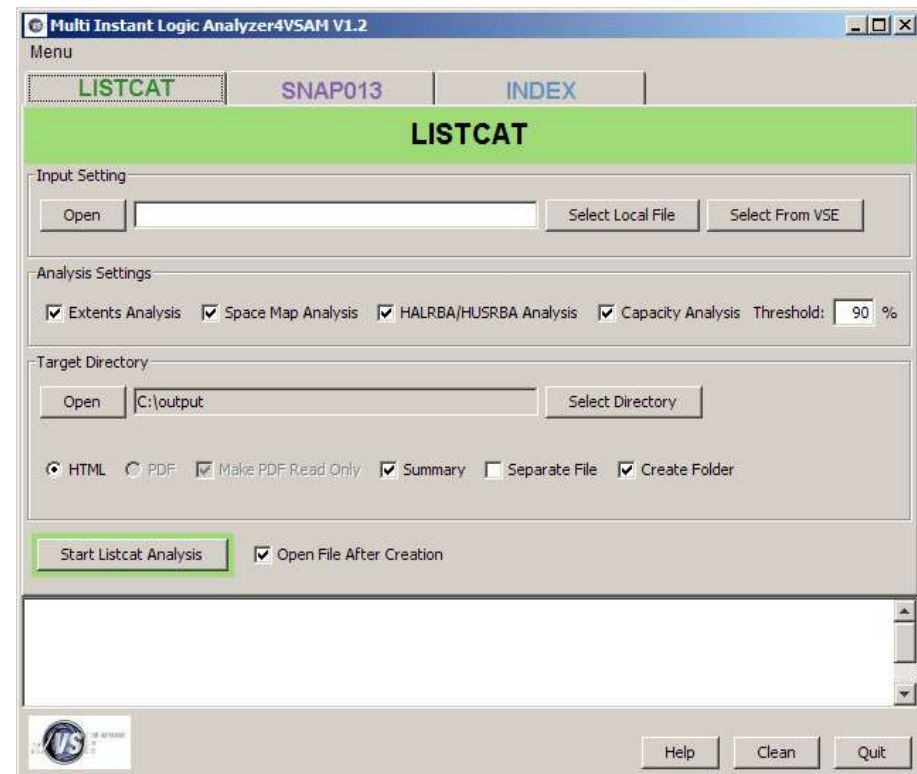 Multi Instant Logic Analyzer4VSAM V1.2
Menu
LISTCAT SNAP013 INDEX
LISTCAT
Input Setting
Open Select Local File Select From VSE
Analysis Settings
Extents Analysis Space Map Analysis HALRBA/HUSRBA Analysis Capacity Analysis Threshold: 90 %
Target Directory
Open C:\output Select Directory
HTML PDF Make PDF Read Only Summary Separate File Create Folder
Start Listcat Analysis Open File After Creation
VS
Help Clean Quit